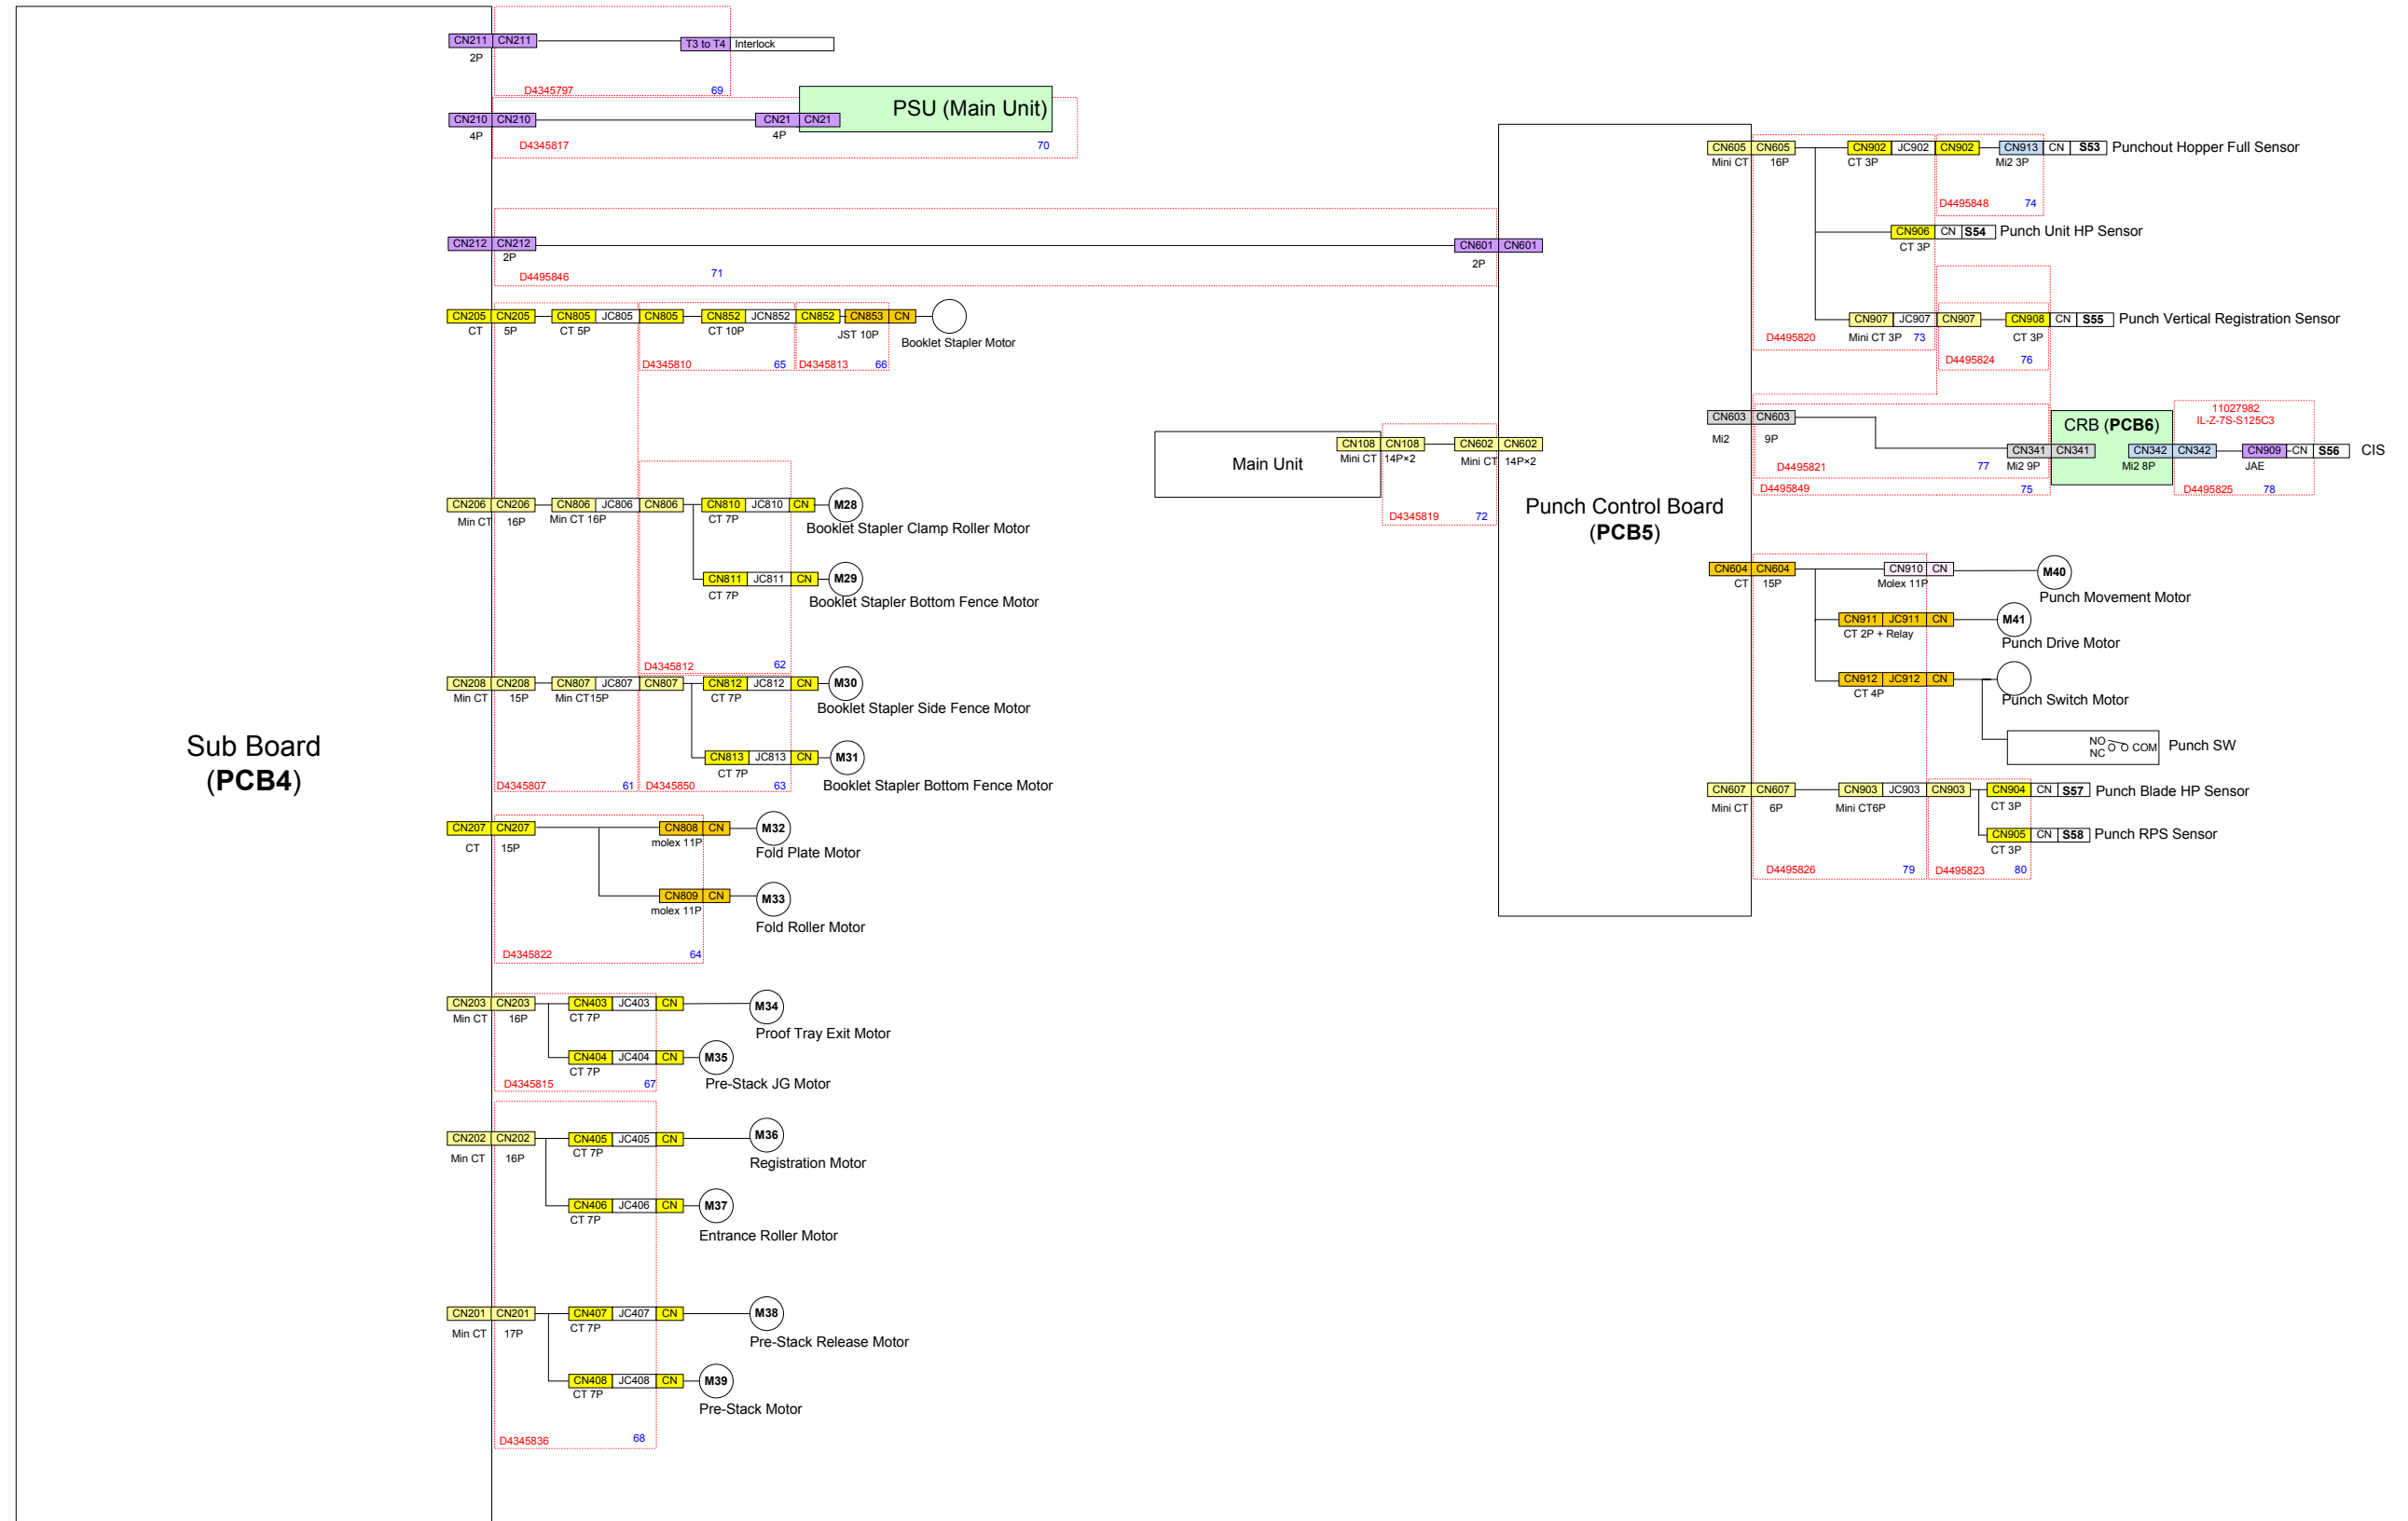 CN211 CN211
2P
T3 to T4 Interlock
D4345797 69
CN210 CN210
4P
CN21 CN21
4P
PSU (Main Unit)
D4345817 70
CN212 CN212
2P
CN601 CN601
2P
D4495846 71
CN205 CN205 CN805 JC805 CN805 CN852 JCN852 CN852 CN853 CN
CT 5P CT 5P CT 10P JST 10P
Booklet Stapler Motor
D4345810 65 D4345813 66
CN206 CN206 CN806 JC806 CN806 CN810 JC810 CN M28
Min CT 16P Min CT 16P CT 7P
Booklet Stapler Clamp Roller Motor
CN811 JC811 CN M29
CT 7P
Booklet Stapler Bottom Fence Motor
D4345812 62
CN208 CN208 CN807 JC807 CN807 CN812 JC812 CN M30
Min CT 15P Min CT15P CT 7P
Booklet Stapler Side Fence Motor
CN813 JC813 CN M31
CT 7P
Booklet Stapler Bottom Fence Motor
D4345807 61 D4345850 63
Sub Board
(PCB4)
CN207 CN207 CN808 CN M32
CT 15P molex 11P
Fold Plate Motor
CN809 CN M33
molex 11P
Fold Roller Motor
D4345822 64
CN203 CN203 CN403 JC403 CN M34
Min CT 16P CT 7P
Proof Tray Exit Motor
CN404 JC404 CN M35
CT 7P
Pre-Stack JG Motor
D4345815 67
CN202 CN202 CN405 JC405 CN M36
Min CT 16P CT 7P
Registration Motor
CN406 JC406 CN M37
CT 7P
Entrance Roller Motor
CN201 CN201 CN407 JC407 CN M38
Min CT 17P CT 7P
Pre-Stack Release Motor
CN408 JC408 CN M39
CT 7P
Pre-Stack Motor
D4345836 68
Main Unit
CN108 CN108 CN602 CN602
Mini CT 14P×2 Mini CT 14P×2
D4345819 72
Punch Control Board
(PCB5)
CN605 CN605 CN902 JC902 CN902 CN913 CN S53 Punchout Hopper Full Sensor
Mini CT 16P CT 3P Mi2 3P
D4495848 74
CN906 CN S54 Punch Unit HP Sensor
CT 3P
CN907 JC907 CN907 CN908 CN S55 Punch Vertical Registration Sensor
D4495820 Mini CT 3P 73 CT 3P
D4495824 76
CN603 CN603
Mi2 9P
CRB (PCB6)
11027982
IL-Z-7S-S125C3
CN341 CN341 CN342 CN342 CN909 CN S56 CIS
D4495821 77 Mi2 9P Mi2 8P JAE
D4495849 75 D4495825 78
CN604 CN604 CN910 CN M40
CT 15P Molex 11P
Punch Movement Motor
CN911 JC911 CN M41
CT 2P + Relay
Punch Drive Motor
CN912 JC912 CN
CT 4P
Punch Switch Motor
NO
NC COM Punch SW
CN607 CN607 CN903 JC903 CN903 CN904 CN S57 Punch Blade HP Sensor
Mini CT 6P Mini CT6P CT 3P
CN905 CN S58 Punch RPS Sensor
CT 3P
D4495826 79 D4495823 80